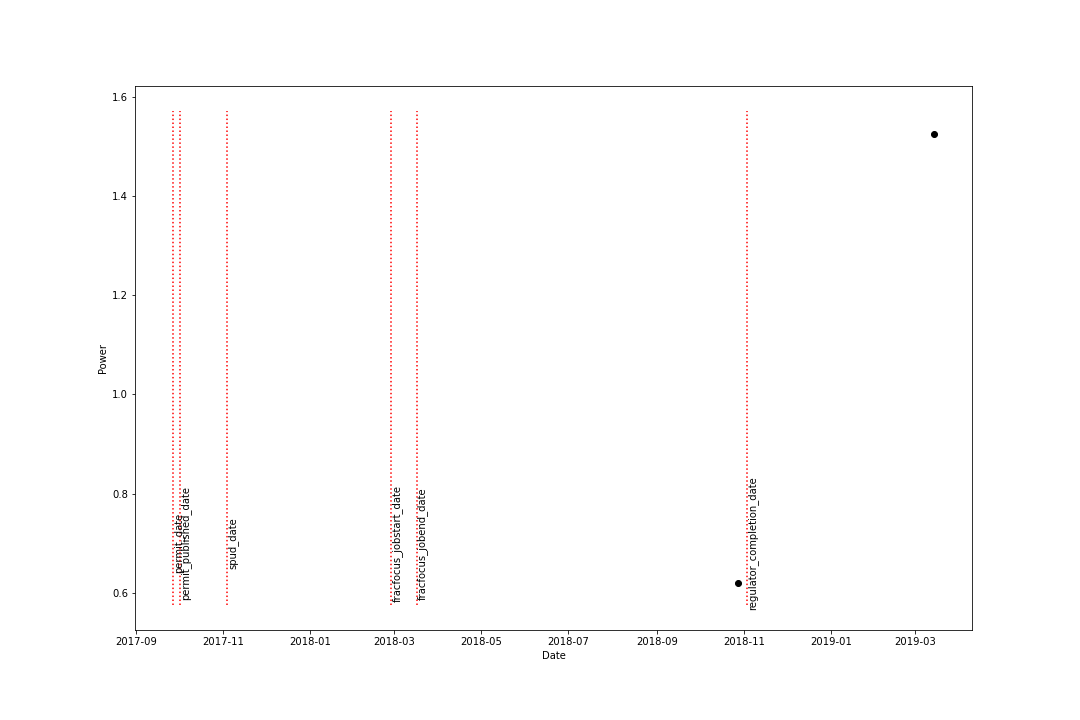 1.6
1.4
1.2
1.0
0.8
0.6
Power
permit_date
permit_published_date
spud_date
fracfocus_jobstart_date
fracfocus_jobend_date
regulator_completion_date
2017-09
2017-11
2018-01
2018-03
2018-05
2018-07
2018-09
2018-11
2019-01
2019-03
Date